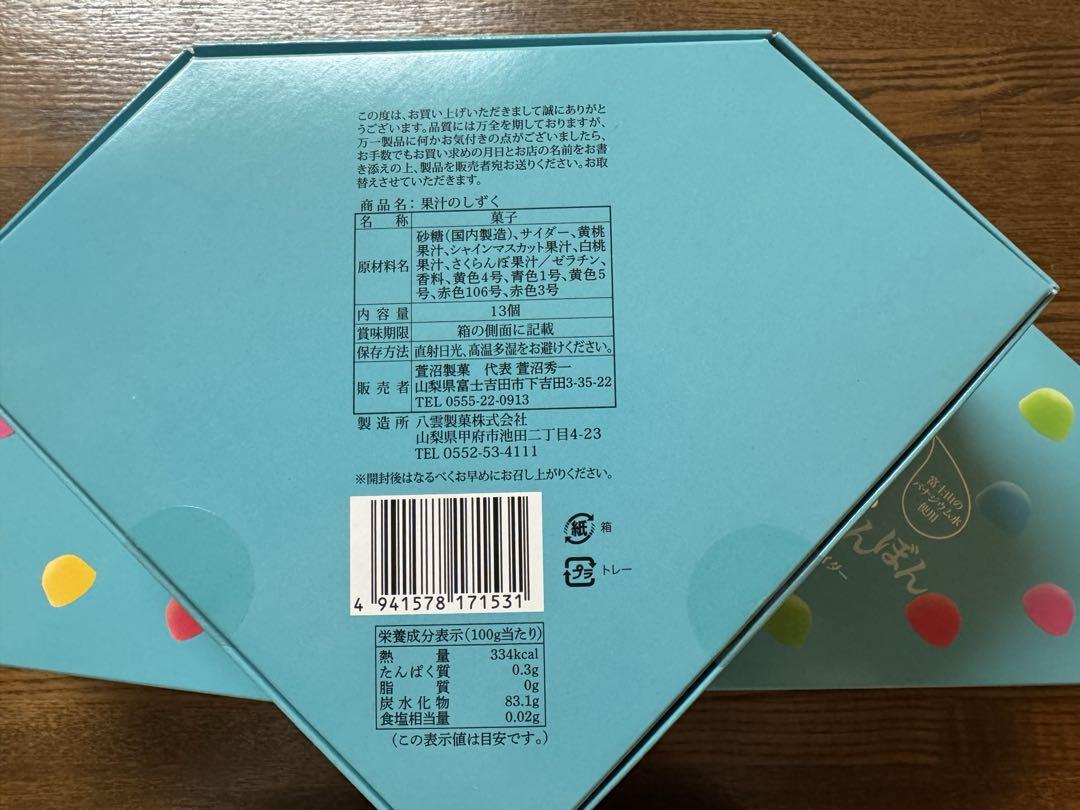 この度は、お買い上げいただきまして誠にありがと
うございます。品質には万全を期しておりますが、
万一製品に何かお気付きの点がございましたら、
お手数でもお買い求めの月日とお店の名前をお書
き添えの上、製品を販売者宛お送りください。お取
替えさせていただきます。
商品名：果汁のしずく
名称 菓子
原材料名 砂糖(国内製造)、サイダー、黄桃
果汁、シャインマスカット果汁、白桃
果汁、さくらんぼ果汁／ゼラチン、
香料、黄色4号、青色1号、黄色5
号、赤色106号、赤色3号
内容量 13個
賞味期限 箱の側面に記載
保存方法 直射日光、高温多湿をお避けください。
販売者 萱沼製菓 代表 萱沼秀一
山梨県富士吉田市下吉田3-35-22
TEL 0555-22-0913
製造所 八雲製菓株式会社
山梨県甲府市池田二丁目4-23
TEL 0552-53-4111
※開封後はなるべくお早めにお召し上がりください。
4 941578 171531
紙 箱
プラ トレー
栄養成分表示(100g当たり)
熱量 334kcal
たんぱく質 0.3g
脂質 0g
炭水化物 83.1g
食塩相当量 0.02g
(この表示値は目安です。)
富士山の
バナジウム水
使用
んぼん
イダー